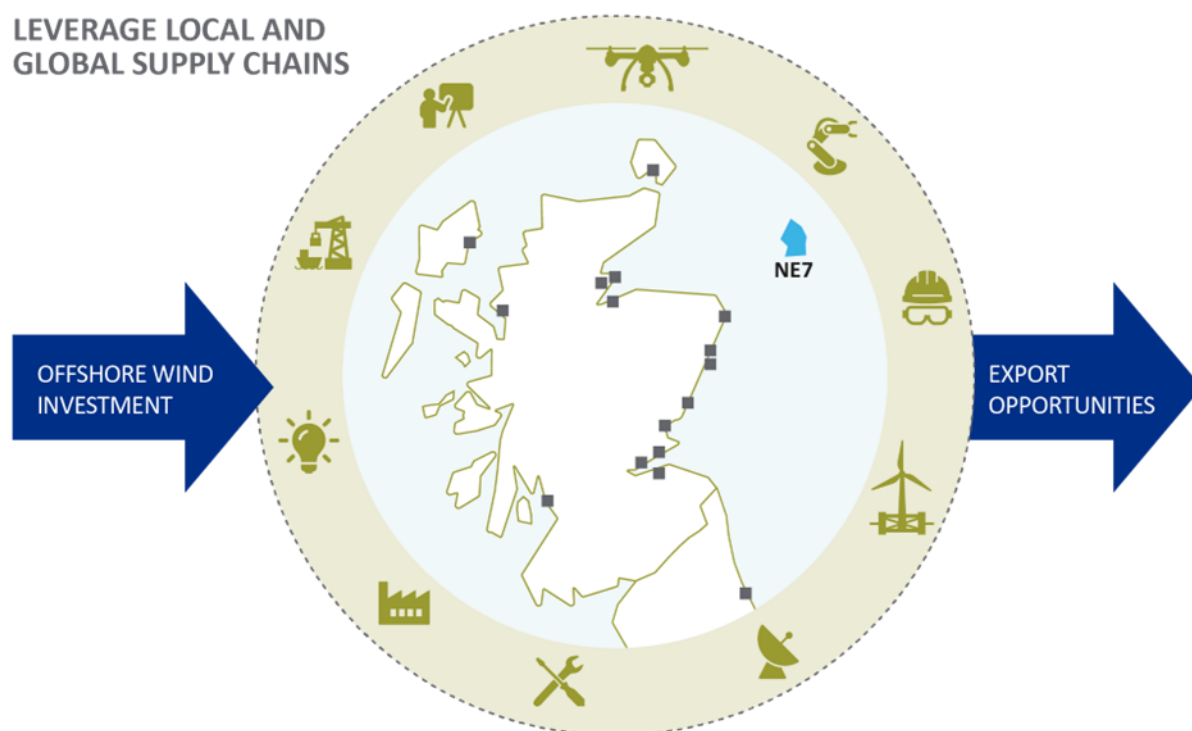 LEVERAGE LOCAL AND
GLOBAL SUPPLY CHAINS
NE7
OFFSHORE WIND
INVESTMENT
EXPORT
OPPORTUNITIES